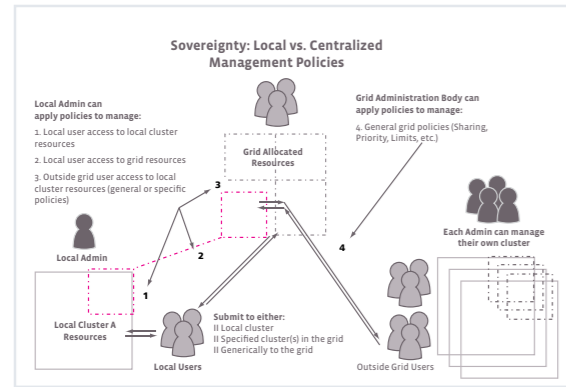 Sovereignty: Local vs. Centralized
Management Policies
Local Admin can
apply policies to manage:
1. Local user access to local cluster
resources
2. Local user access to grid resources
3. Outside grid user access to local
cluster resources (general or specific
policies)
Grid Administration Body can
apply policies to manage:
4. General grid policies (Sharing,
Priority, Limits, etc.)
Grid Allocated
Resources
3
Local Admin
2
1
4
Each Admin can manage
their own cluster
Local Cluster A
Resources
Submit to either:
II Local cluster
II Specified cluster(s) in the grid
II Generically to the grid
Local Users
Outside Grid Users